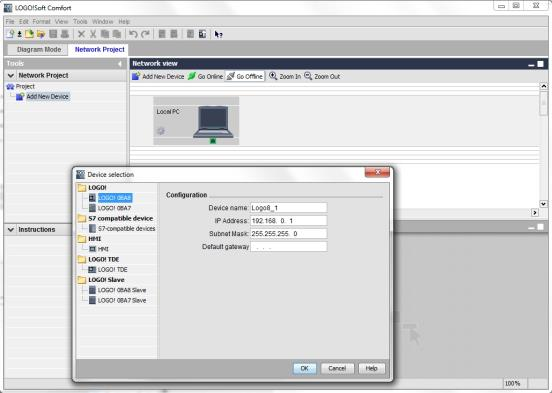 LOGO!Soft Comfort
File Edit Format View Tools Window Help
Diagram Mode Network Project
Tools
Network Project
Project
Add New Device
Instructions
Network view
Add New Device Go Online Go Offline Zoom In Zoom Out
Local PC
Device selection
LOGO!
LOGO! 0BA8
LOGO! 0BA7
S7 compatible device
S7-compatible devices
HMI
HMI
LOGO! TDE
LOGO! TDE
LOGO! Slave
LOGO! 0BA8 Slave
LOGO! 0BA7 Slave
Configuration
Device name: Logo8_1
IP Address: 192.168. 0. 1
Subnet Mask: 255.255.255. 0
Default gateway . . .
OK Cancel Help
100%